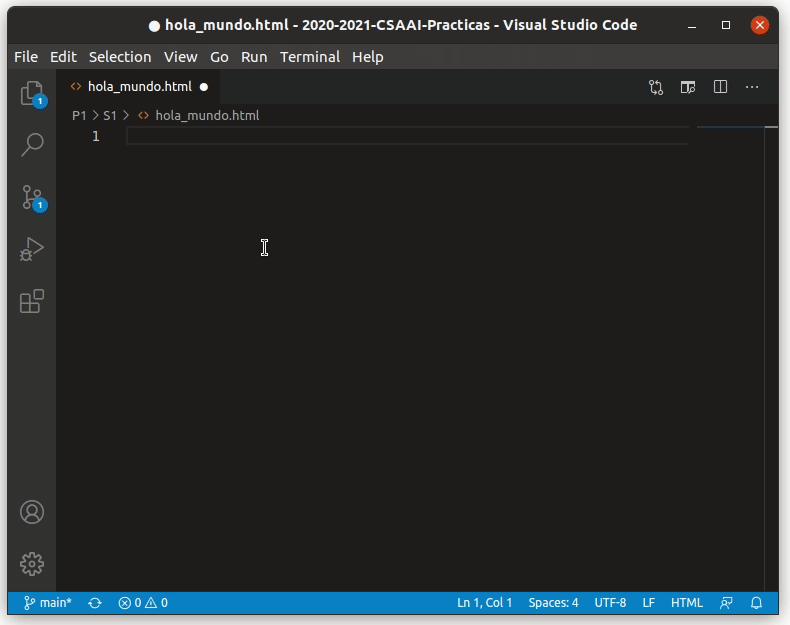 ● hola_mundo.html - 2020-2021-CSAAI-Practicas - Visual Studio Code
File Edit Selection View Go Run Terminal Help
<> hola_mundo.html ●
P1 > S1 > <> hola_mundo.html
1
1
1
main* 0 0 Ln 1, Col 1 Spaces: 4 UTF-8 LF HTML